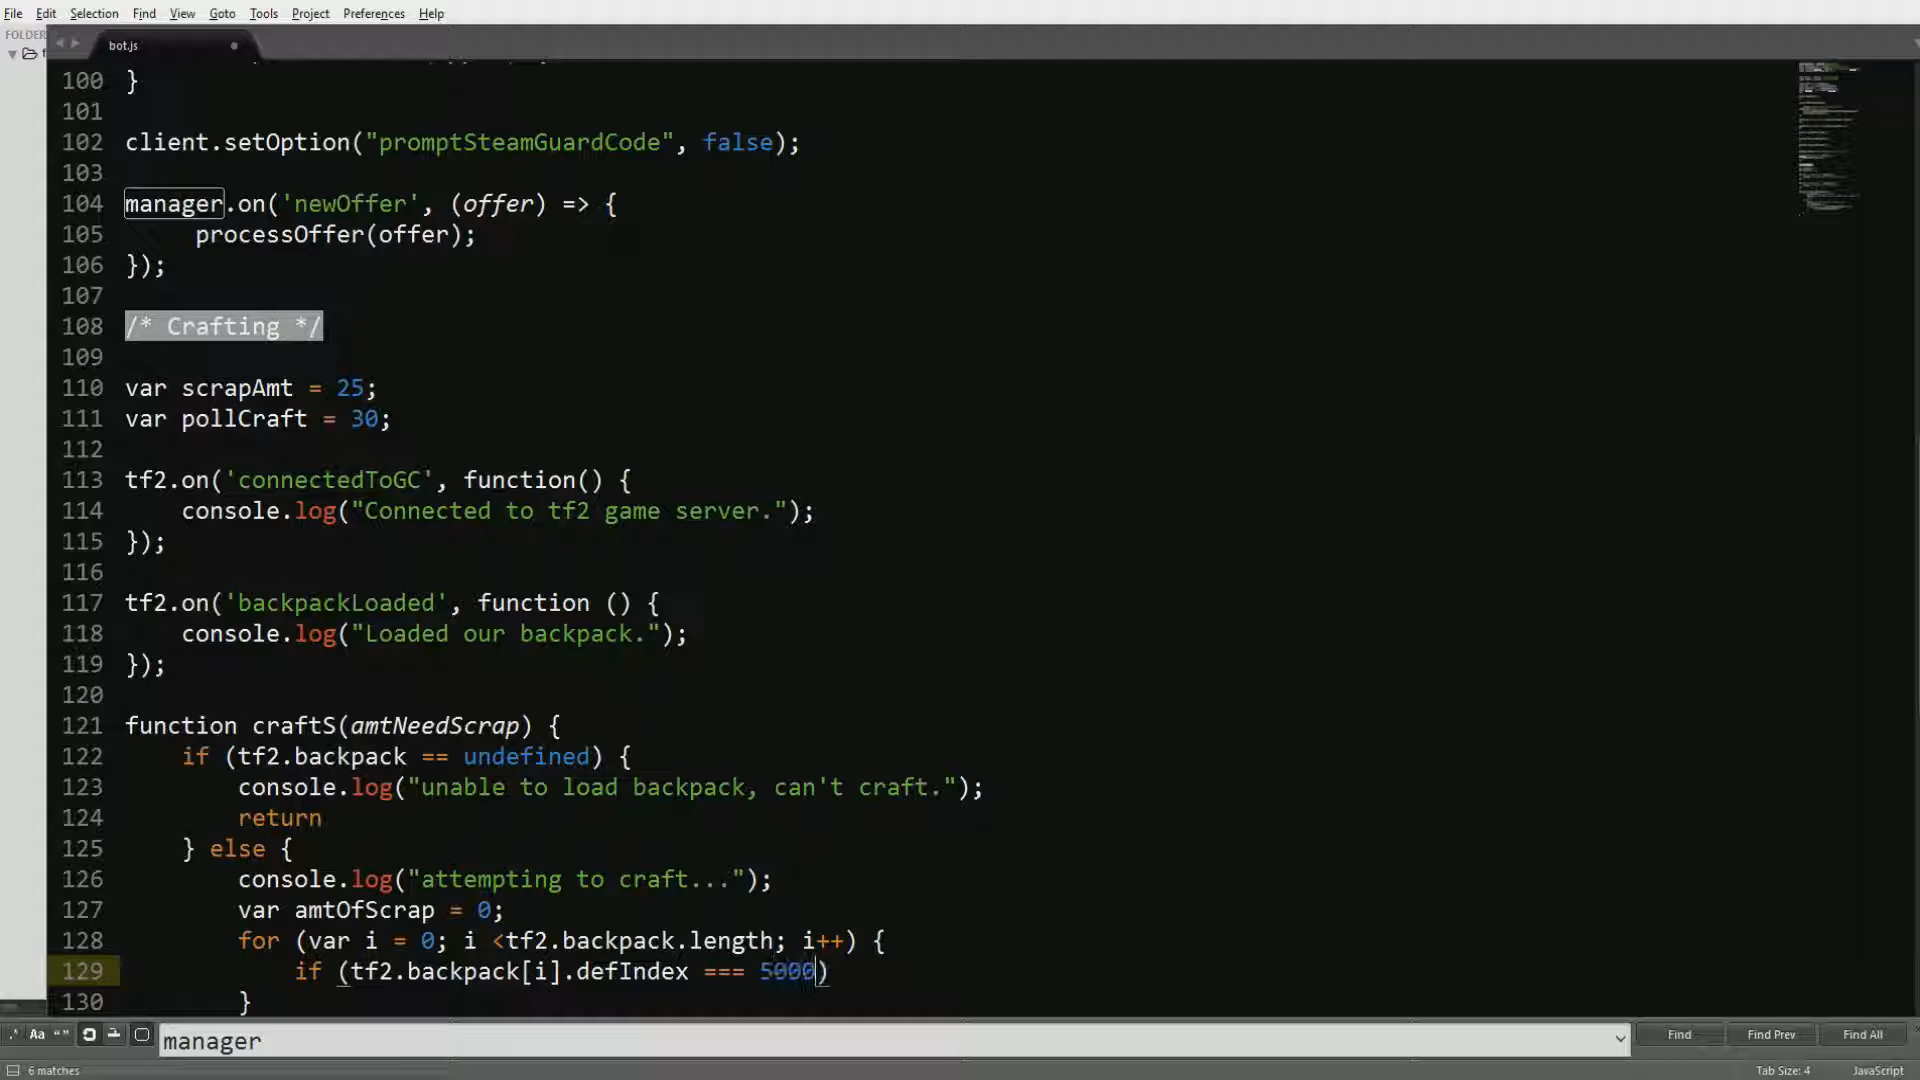 File Edit Selection Find View Goto Tools Project Preferences Help
FOLDER
bot.js
100 }
101
102 client.setOption("promptSteamGuardCode", false);
103
104 manager.on('newOffer', (offer) => {
105 processOffer(offer);
106 });
107
108 /* Crafting */
109
110 var scrapAmt = 25;
111 var pollCraft = 30;
112
113 tf2.on('connectedToGC', function() {
114 console.log("Connected to tf2 game server.");
115 });
116
117 tf2.on('backpackLoaded', function () {
118 console.log("Loaded our backpack.");
119 });
120
121 function craftS(amtNeedScrap) {
122 if (tf2.backpack == undefined) {
123 console.log("unable to load backpack, can't craft.");
124 return
125 } else {
126 console.log("attempting to craft...");
127 var amtOfScrap = 0;
128 for (var i = 0; i <tf2.backpack.length; i++) {
129 if (tf2.backpack[i].defIndex === 5000)
130 }
.* Aa “” manager Find Find Prev Find All
6 matches Tab Size: 4 JavaScript